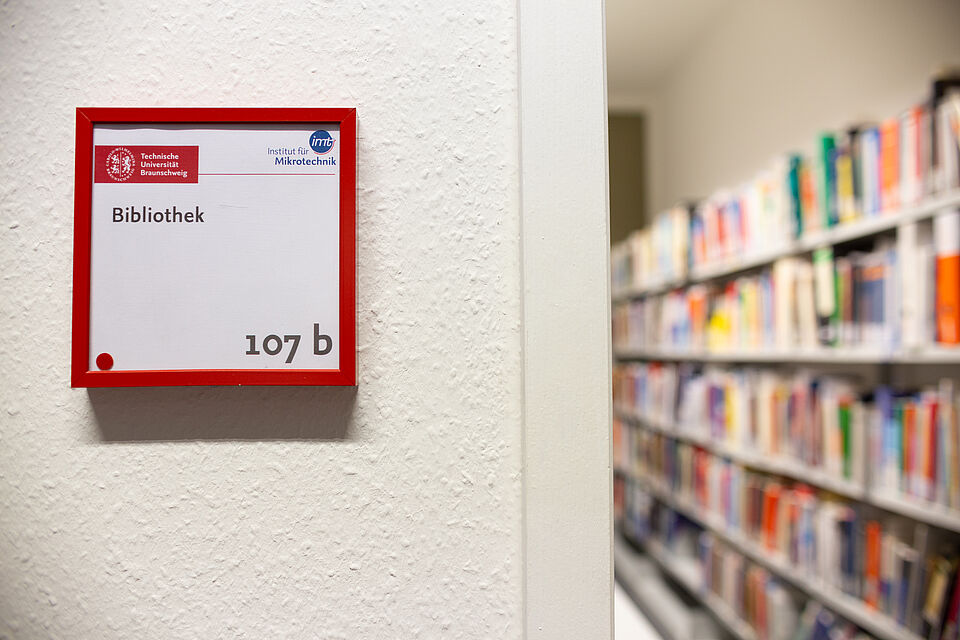 Technische
Universität
Braunschweig
imt
Institut für
Mikrotechnik
Bibliothek
107 b